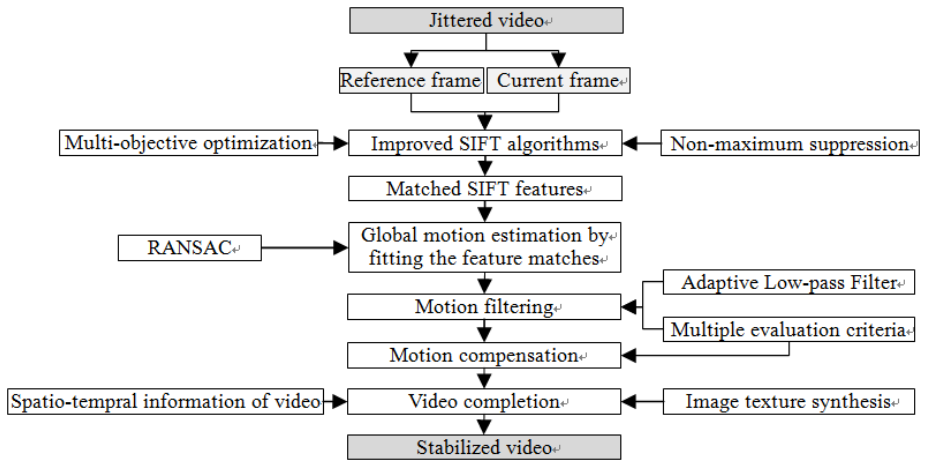 Jittered video
Reference frame
Current frame
Multi-objective optimization
Improved SIFT algorithms
Non-maximum suppression
Matched SIFT features
RANSAC
Global motion estimation by
fitting the feature matches
Adaptive Low-pass Filter
Motion filtering
Multiple evaluation criteria
Motion compensation
Spatio-tempral information of video
Video completion
Image texture synthesis
Stabilized video